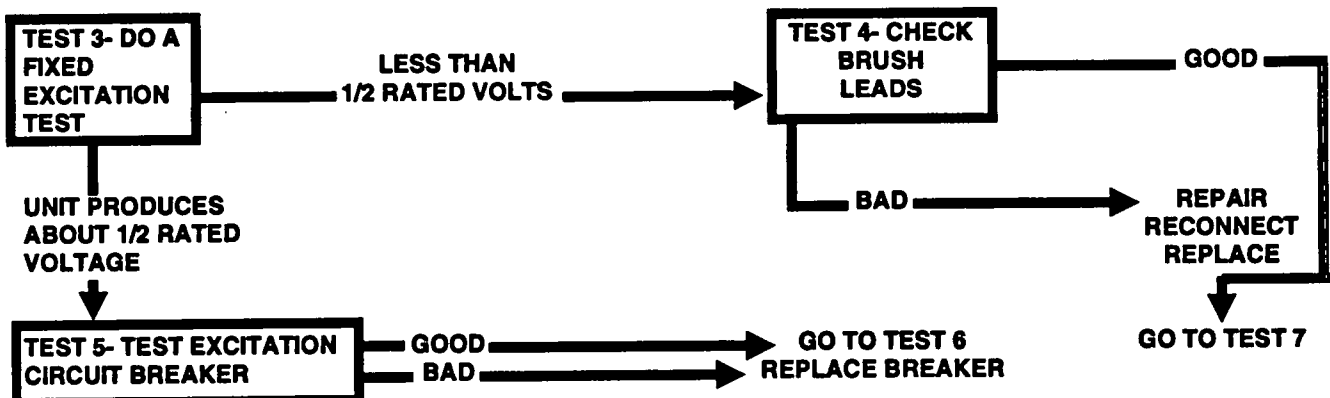 TEST 3- DO A
FIXED
EXCITATION
TEST
LESS THAN
1/2 RATED VOLTS
TEST 4- CHECK
BRUSH
LEADS
GOOD
BAD
REPAIR
RECONNECT
REPLACE
UNIT PRODUCES
ABOUT 1/2 RATED
VOLTAGE
GO TO TEST 7
TEST 5- TEST EXCITATION
CIRCUIT BREAKER
GOOD
BAD
GO TO TEST 6
REPLACE BREAKER